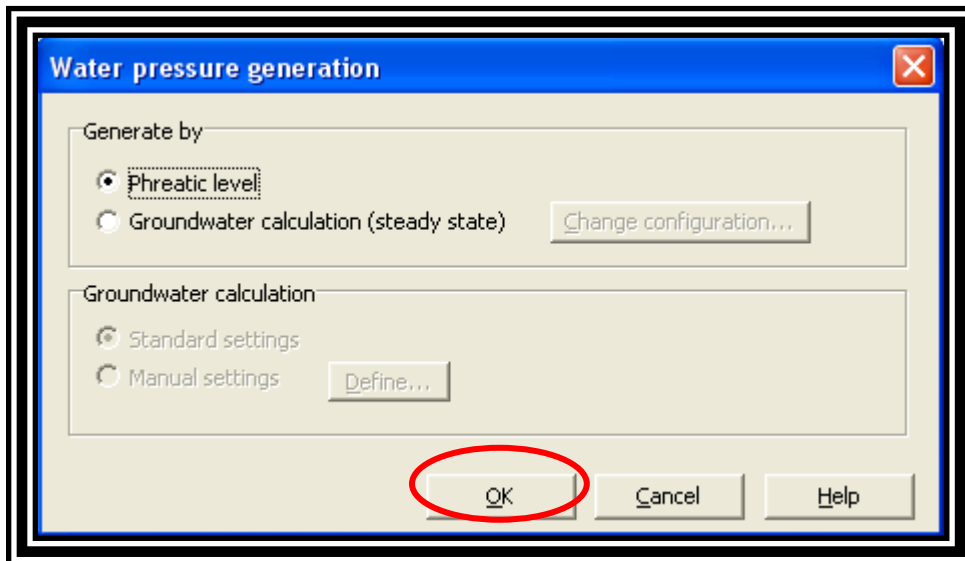 Water pressure generation
Generate by
Phreatic level
Groundwater calculation (steady state) Change configuration...
Groundwater calculation
Standard settings
Manual settings Define...
OK Cancel Help